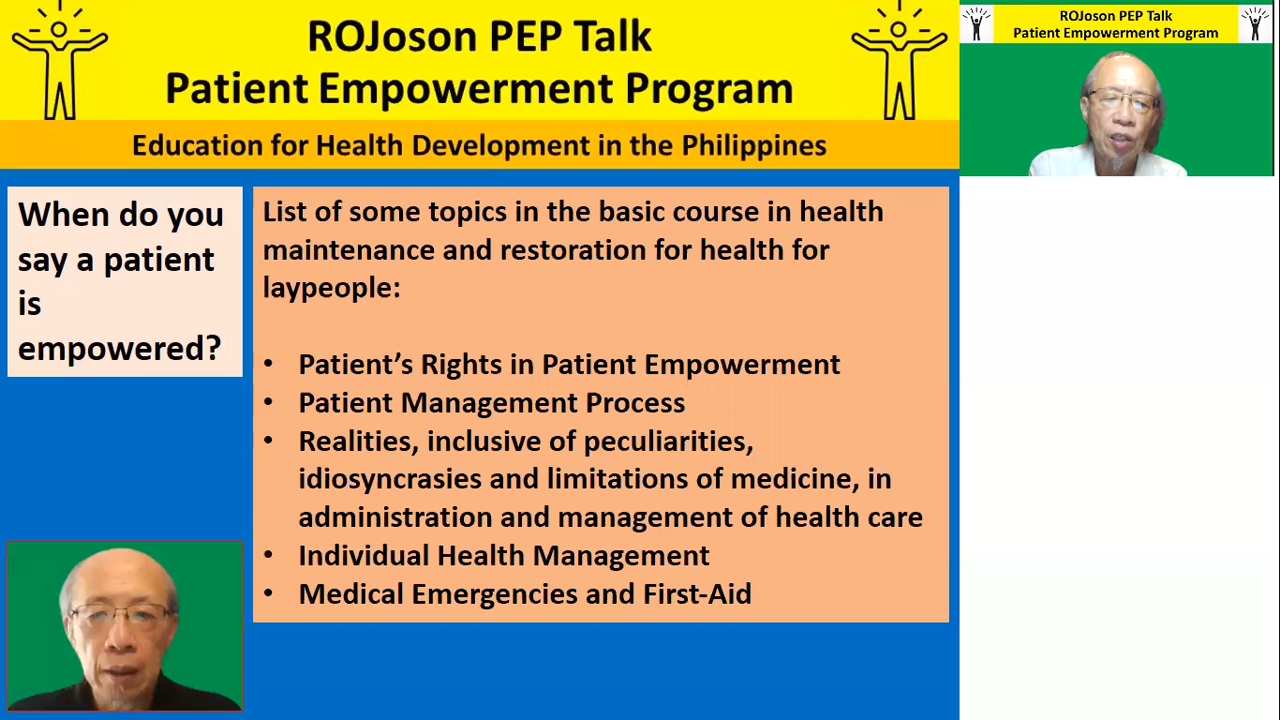 ROJoson PEP Talk
Patient Empowerment Program
Education for Health Development in the Philippines
When do you
say a patient
is
empowered?
List of some topics in the basic course in health
maintenance and restoration for health for
laypeople:
• Patient’s Rights in Patient Empowerment
• Patient Management Process
• Realities, inclusive of peculiarities,
idiosyncrasies and limitations of medicine, in
administration and management of health care
• Individual Health Management
• Medical Emergencies and First-Aid
ROJoson PEP Talk
Patient Empowerment Program